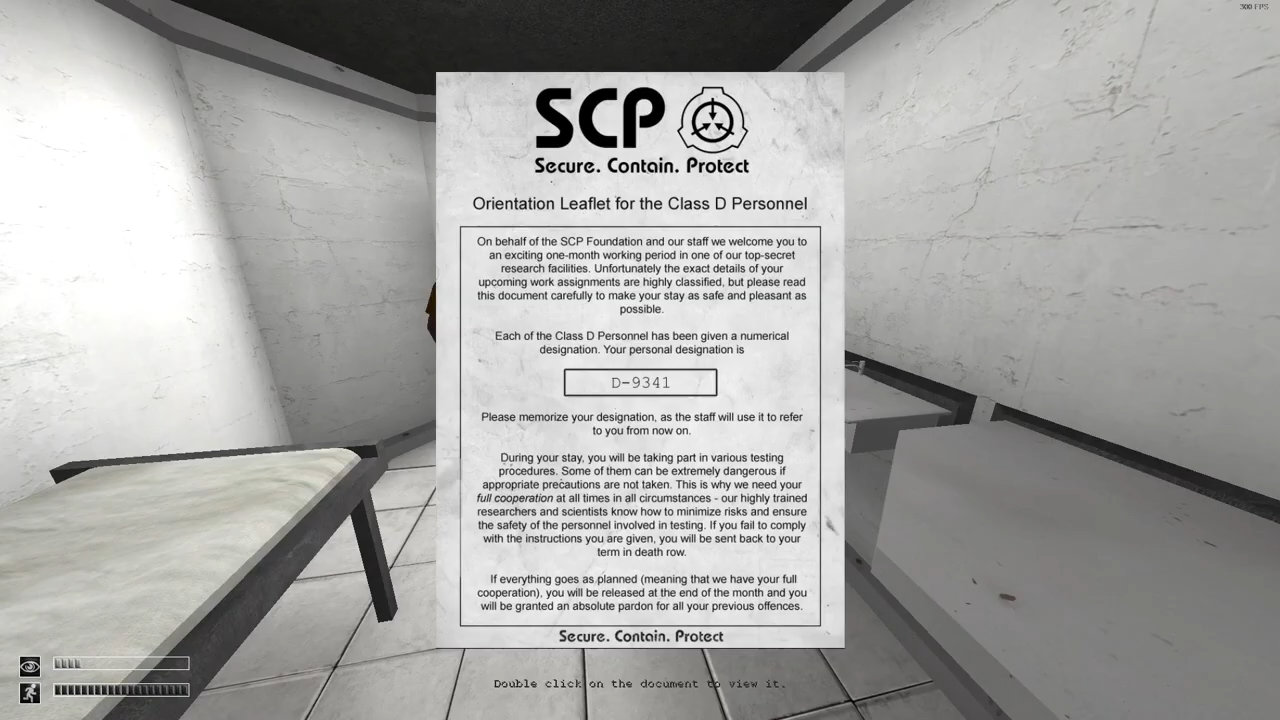 300 FPS
SCP
Secure. Contain. Protect
Orientation Leaflet for the Class D Personnel
On behalf of the SCP Foundation and our staff we welcome you to
an exciting one-month working period in one of our top-secret
research facilities. Unfortunately the exact details of your
upcoming work assignments are highly classified, but please read
this document carefully to make your stay as safe and pleasant as
possible.
Each of the Class D Personnel has been given a numerical
designation. Your personal designation is
D-9341
Please memorize your designation, as the staff will use it to refer
to you from now on.
During your stay, you will be taking part in various testing
procedures. Some of them can be extremely dangerous if
appropriate precautions are not taken. This is why we need your
full cooperation at all times in all circumstances - our highly trained
researchers and scientists know how to minimize risks and ensure
the safety of the personnel involved in testing. If you fail to comply
with the instructions you are given, you will be sent back to your
term in death row.
If everything goes as planned (meaning that we have your full
cooperation), you will be released at the end of the month and you
will be granted an absolute pardon for all your previous offences.
Secure. Contain. Protect
Double click on the document to view it.